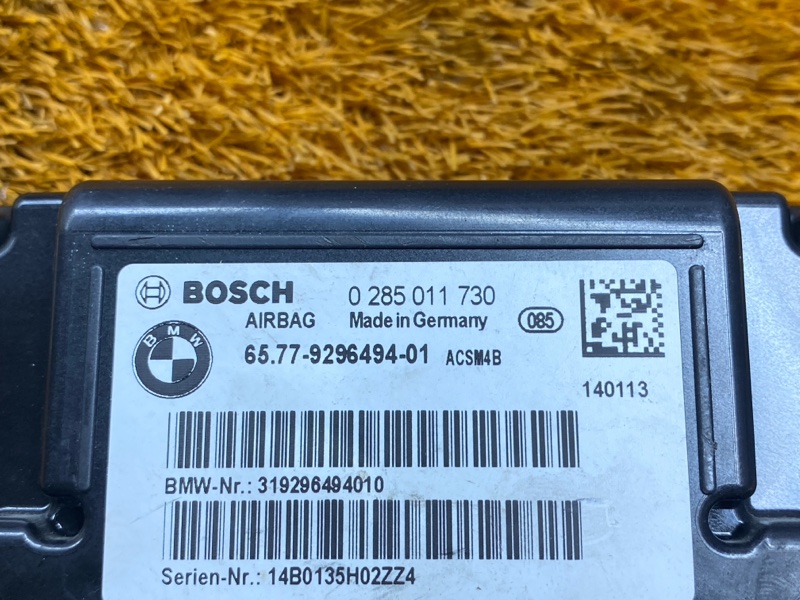 BOSCH 0 285 011 730
AIRBAG Made in Germany 085
BMW
65.77-9296494-01 ACSM4B
140113
BMW-Nr.: 319296494010
Serien-Nr.: 14B0135H02ZZ4